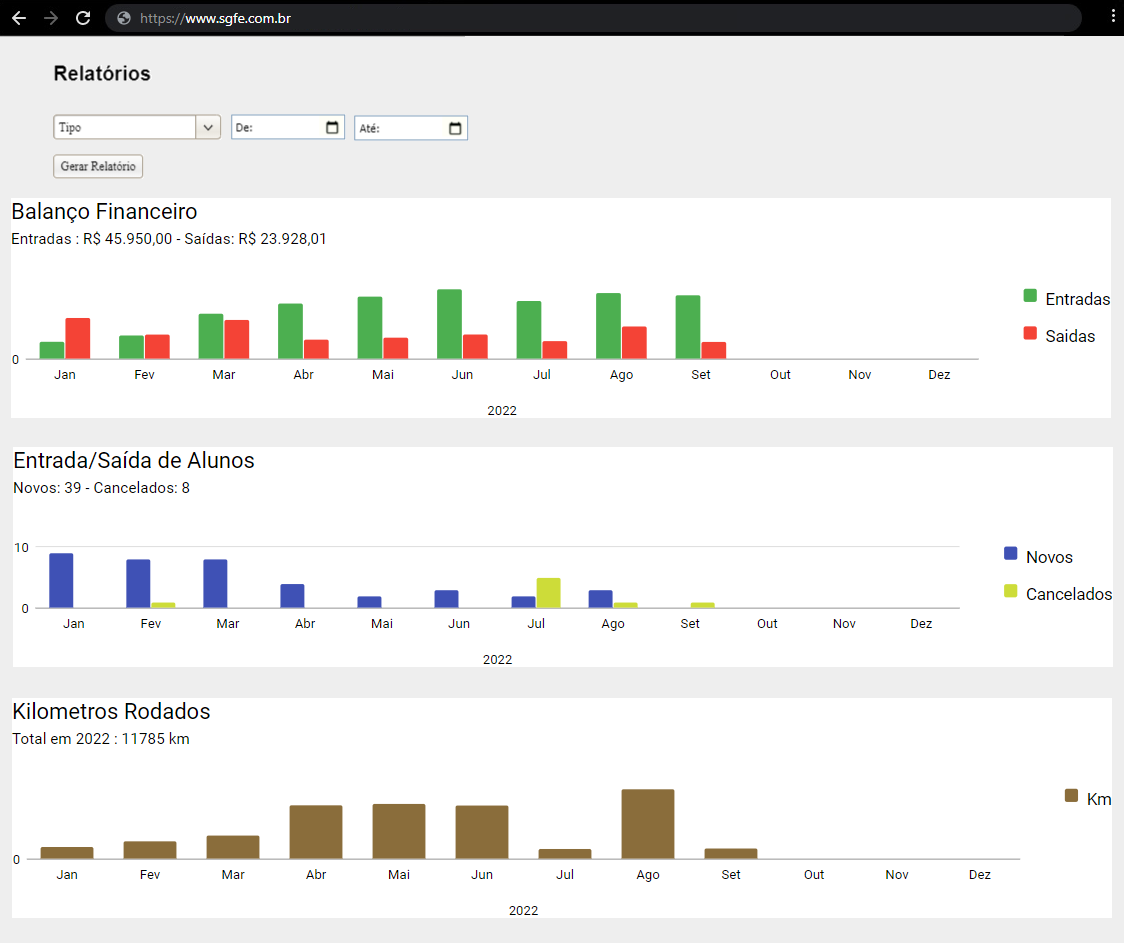 https://www.sgfe.com.br
Relatórios
Tipo De: Até:
Gerar Relatório
Balanço Financeiro
Entradas : R$ 45.950,00 - Saídas: R$ 23.928,01
Entradas
Saidas
0
Jan Fev Mar Abr Mai Jun Jul Ago Set Out Nov Dez
2022
Entrada/Saída de Alunos
Novos: 39 - Cancelados: 8
10
Novos
Cancelados
0
Jan Fev Mar Abr Mai Jun Jul Ago Set Out Nov Dez
2022
Kilometros Rodados
Total em 2022 : 11785 km
Km
0
Jan Fev Mar Abr Mai Jun Jul Ago Set Out Nov Dez
2022